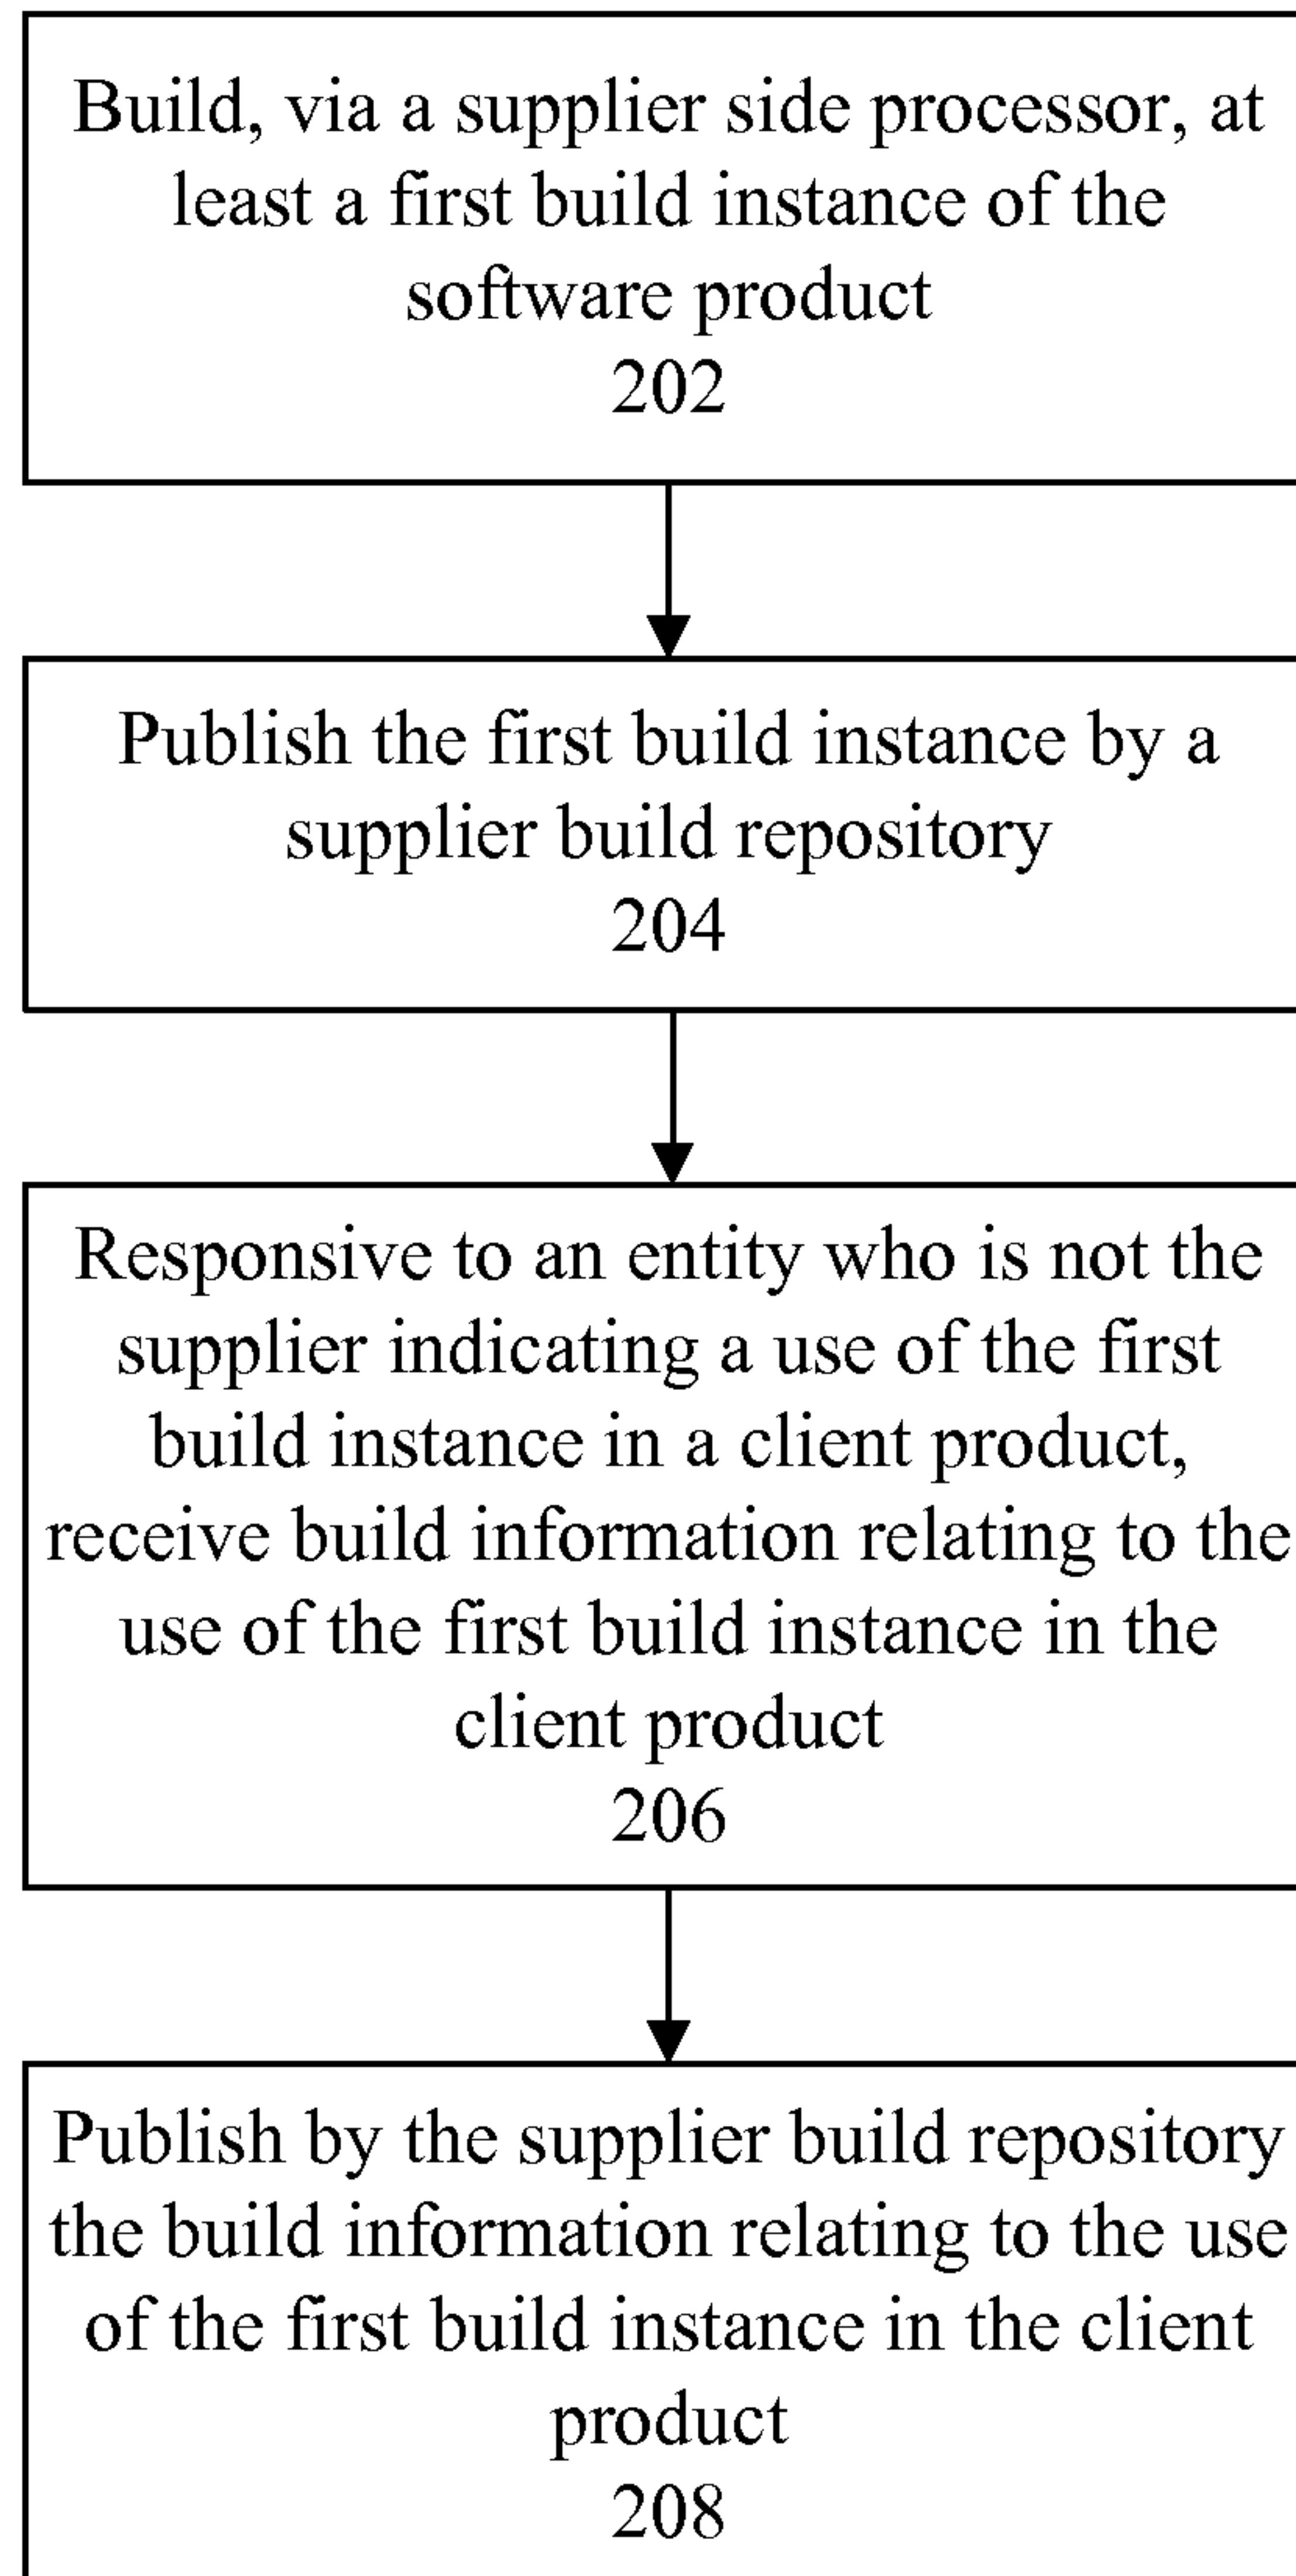 Build, via a supplier side processor, at
least a first build instance of the
software product
202
Publish the first build instance by a
supplier build repository
204
Responsive to an entity who is not the
supplier indicating a use of the first
build instance in a client product,
receive build information relating to the
use of the first build instance in the
client product
206
Publish by the supplier build repository
the build information relating to the use
of the first build instance in the client
product
208